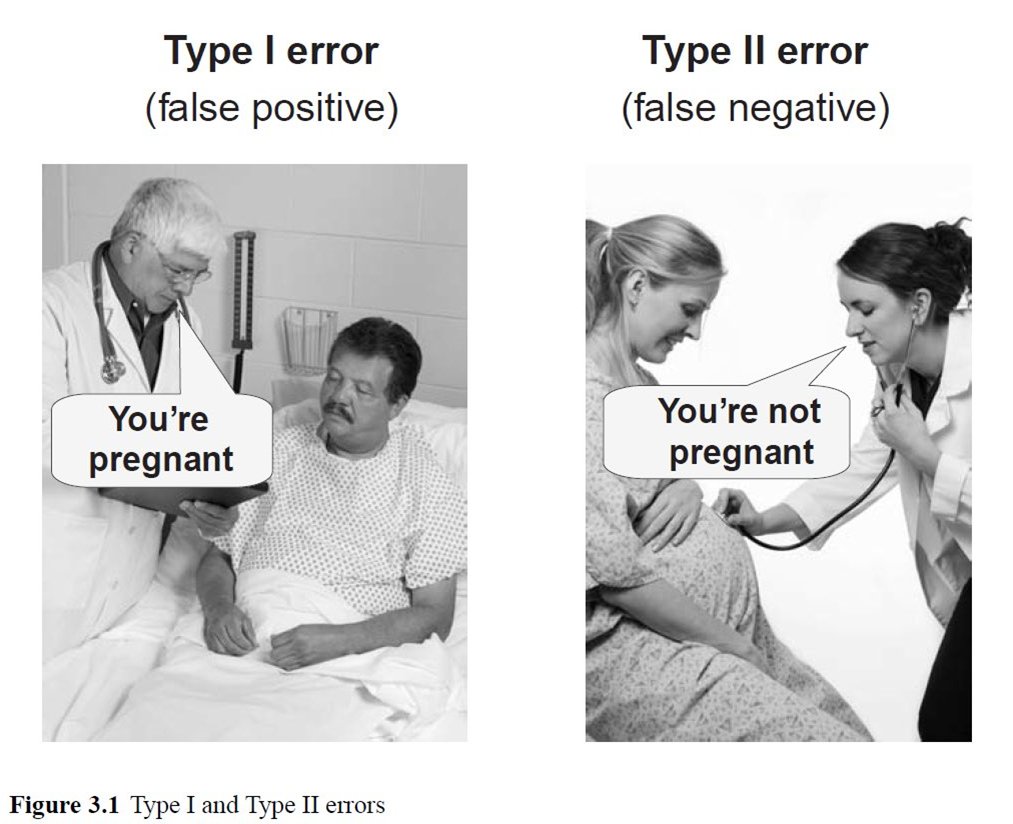 Type I error
(false positive)
You're
pregnant
Type II error
(false negative)
You're not
pregnant
Figure 3.1 Type I and Type II errors